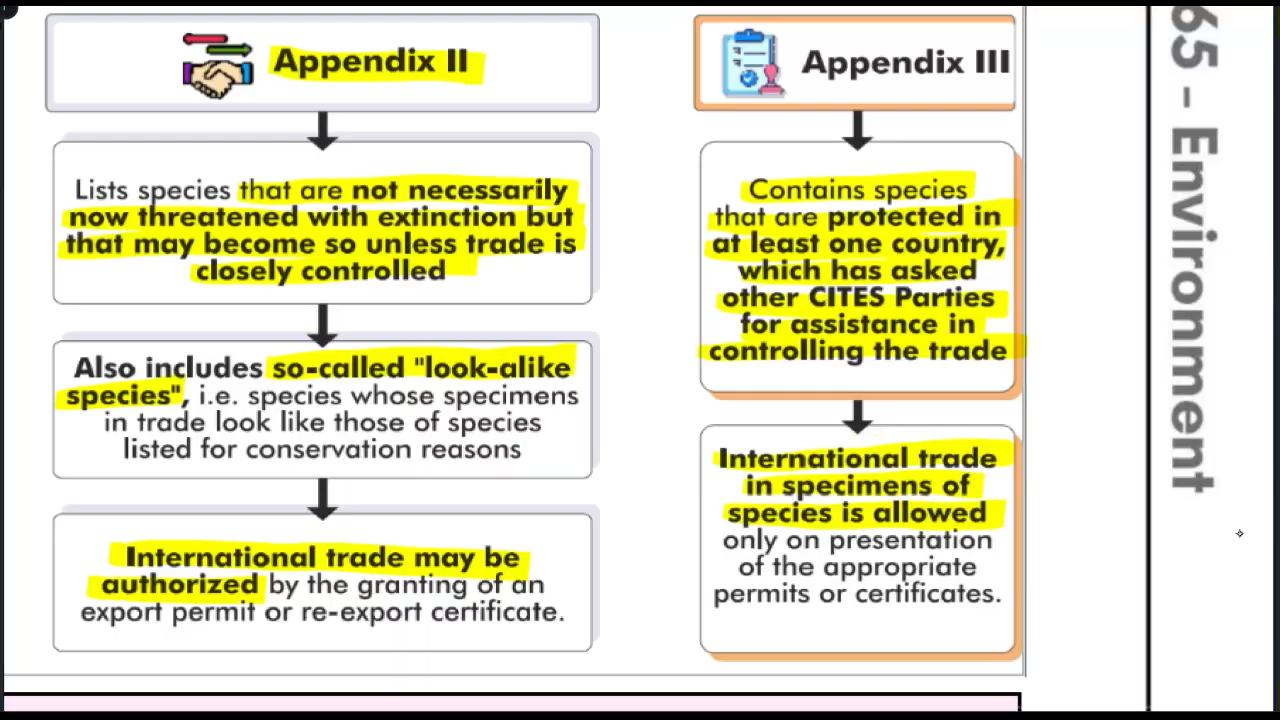 Appendix II
Lists species that are not necessarily
now threatened with extinction but
that may become so unless trade is
closely controlled
Also includes so-called "look-alike
species", i.e. species whose specimens
in trade look like those of species
listed for conservation reasons
International trade may be
authorized by the granting of an
export permit or re-export certificate.
Appendix III
Contains species
that are protected in
at least one country,
which has asked
other CITES Parties
for assistance in
controlling the trade
International trade
in specimens of
species is allowed
only on presentation
of the appropriate
permits or certificates.
65 - Environment